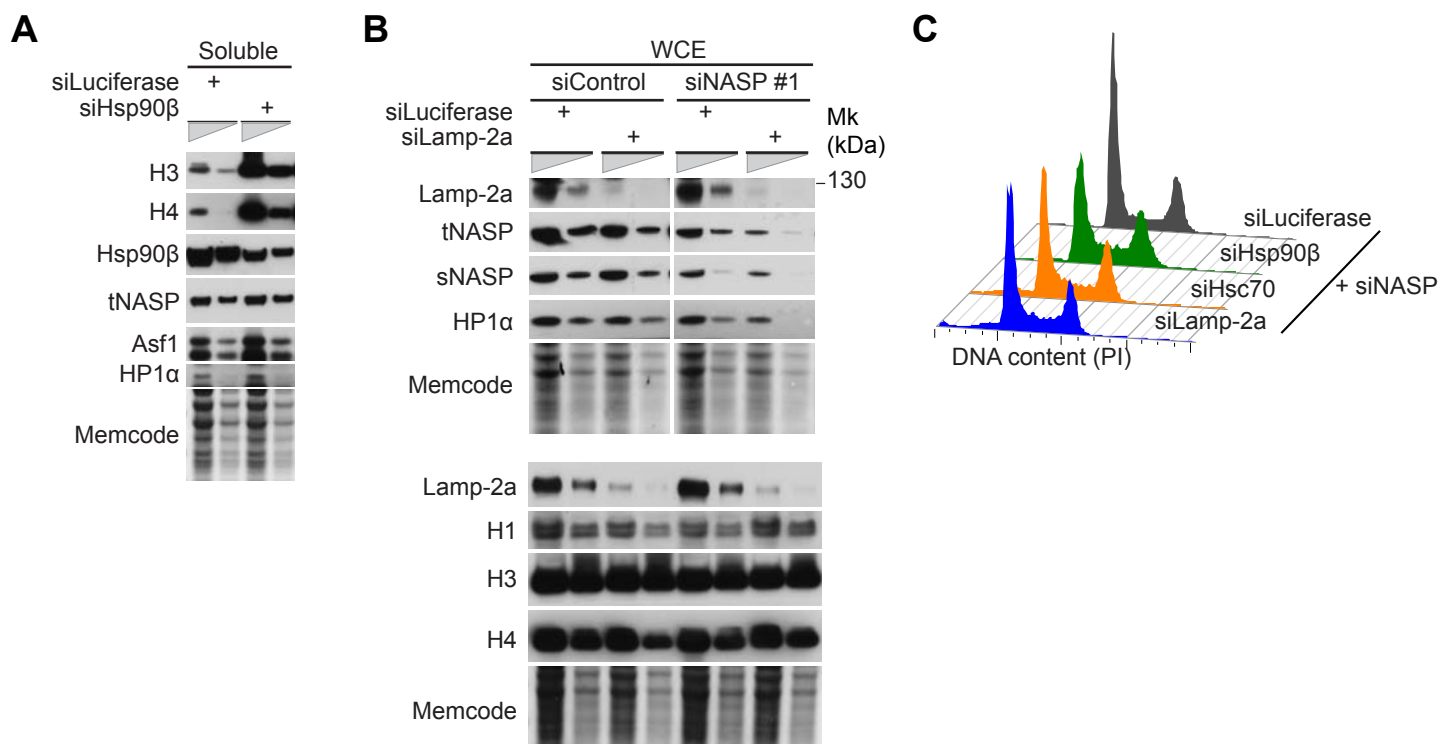 A
Soluble
siLuciferase +
siHsp90β +
H3
H4
Hsp90β
tNASP
Asf1
HP1α
Memcode
B
WCE
siControl siNASP #1
siLuciferase + +
siLamp-2a + +
Mk
(kDa)
Lamp-2a
-130
tNASP
sNASP
HP1α
Memcode
Lamp-2a
H1
H3
H4
Memcode
C
siLuciferase
siHsp90β
siHsc70
siLamp-2a
+ siNASP
DNA content (PI)